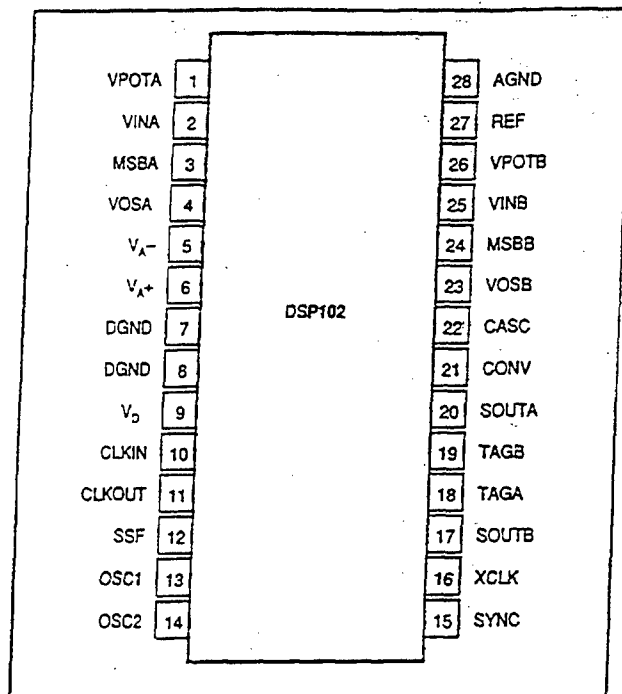 VPOTA 1 28 AGND
VINA 2 27 REF
MSBA 3 26 VPOTB
VOSA 4 25 VINB
VA− 5 24 MSBB
VA+ 6 23 VOSB
DSP102
DGND 7 22 CASC
DGND 8 21 CONV
VD 9 20 SOUTA
CLKIN 10 19 TAGB
CLKOUT 11 18 TAGA
SSF 12 17 SOUTB
OSC1 13 16 XCLK
OSC2 14 15 SYNC